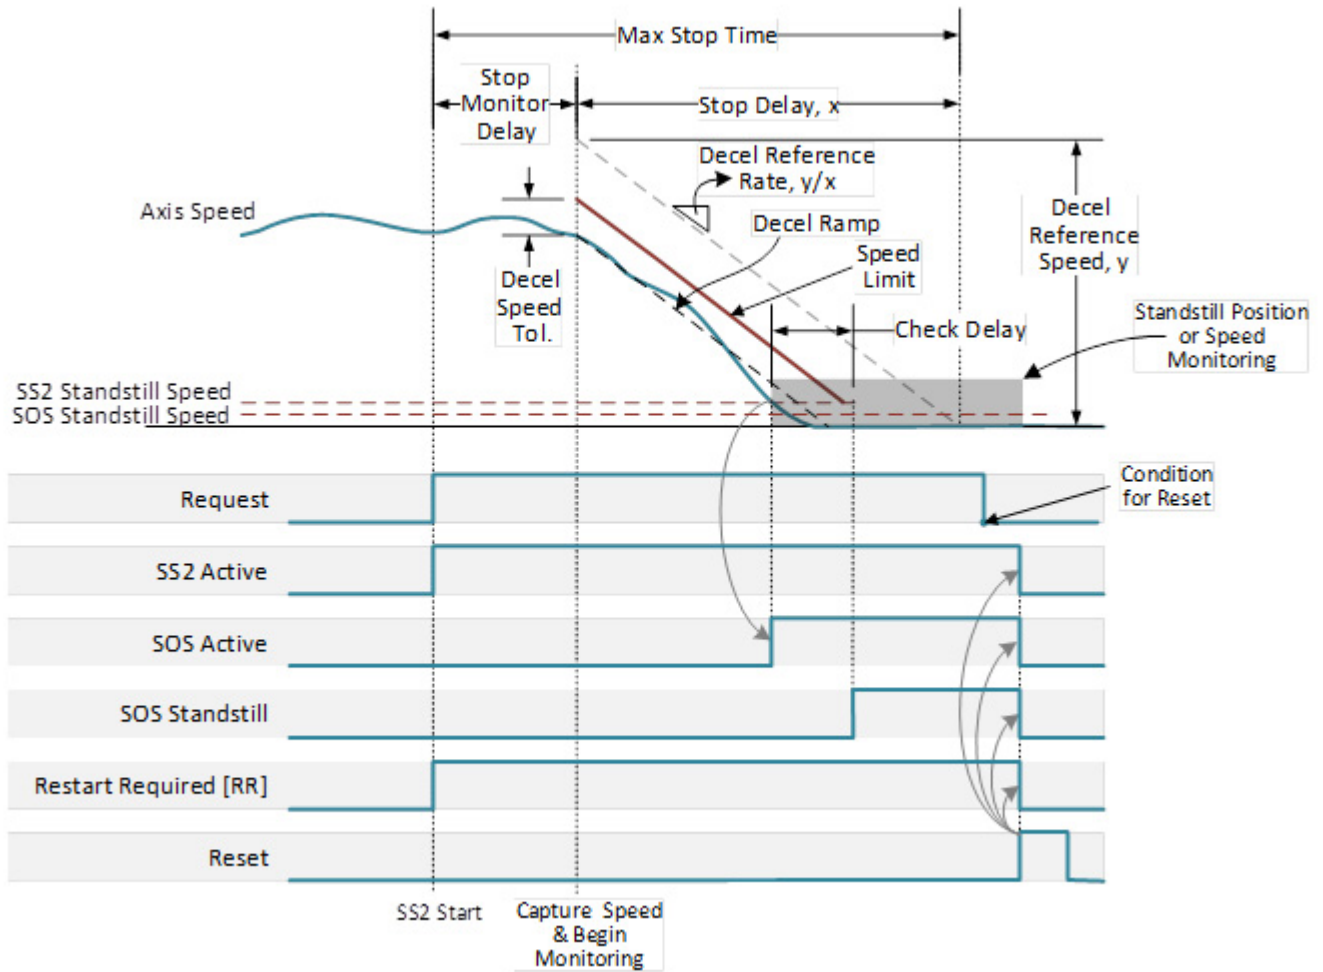 Max Stop Time
Stop
Monitor
Delay
Stop Delay, x
Decel Reference
Rate, y/x
Axis Speed
Decel Ramp
Decel
Reference
Speed, y
Speed
Limit
Decel
Speed
Tol.
Check Delay
Standstill Position
or Speed
Monitoring
SS2 Standstill Speed
SOS Standstill Speed
Request
Condition
for Reset
SS2 Active
SOS Active
SOS Standstill
Restart Required [RR]
Reset
SS2 Start
Capture Speed
& Begin
Monitoring